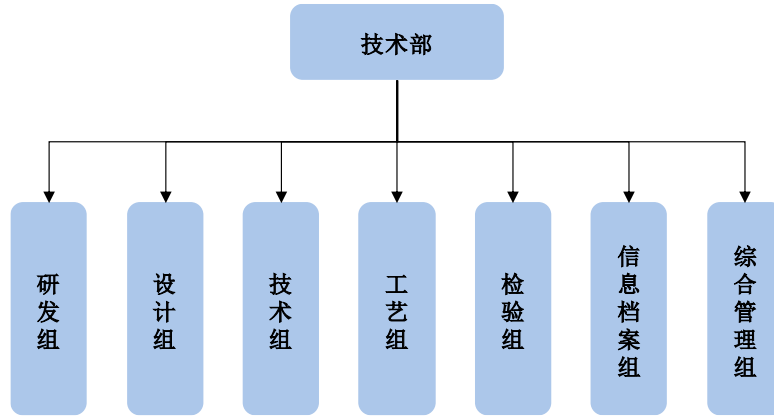 技术部
研发组
设计组
技术组
工艺组
检验组
信息档案组
综合管理组